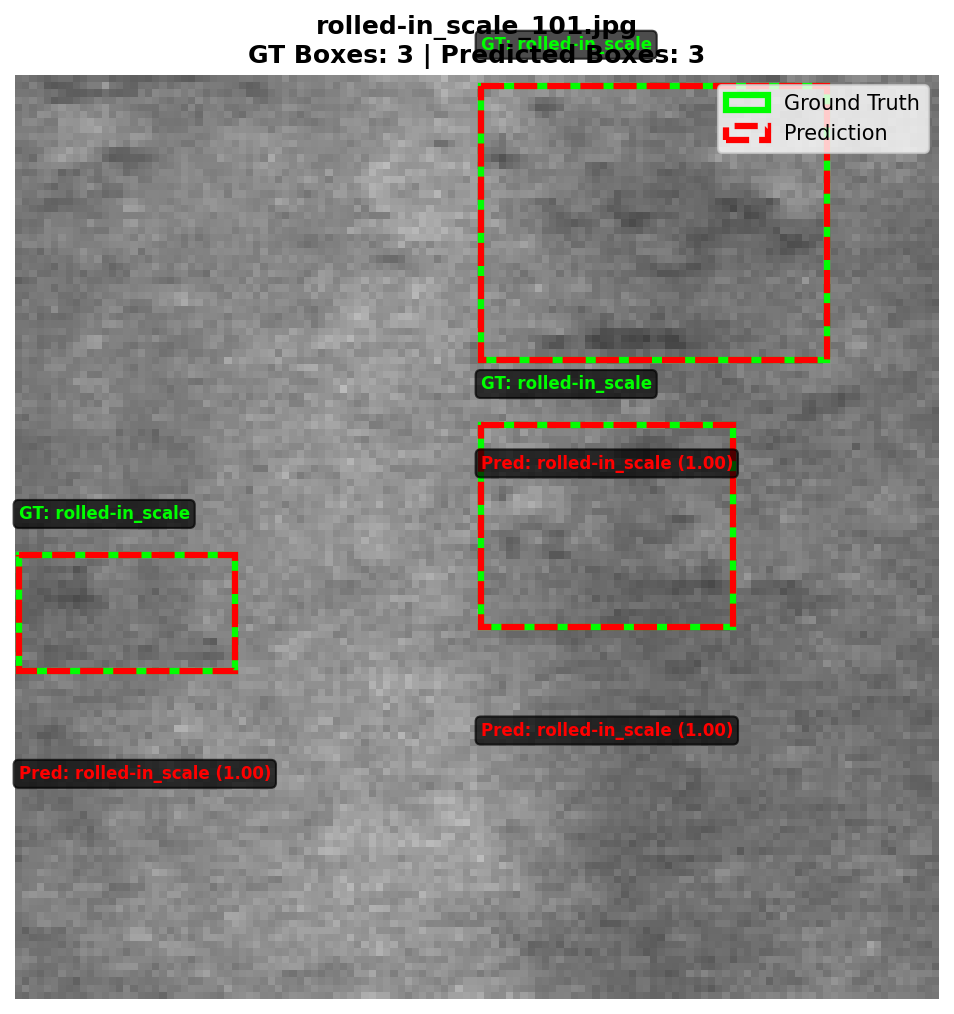 rolled-in_scale_101.jpg
GT Boxes: 3 | Predicted Boxes: 3
GT: rolled-in_scale
Ground Truth
Prediction
GT: rolled-in_scale
Pred: rolled-in_scale (1.00)
GT: rolled-in_scale
Pred: rolled-in_scale (1.00)
Pred: rolled-in_scale (1.00)